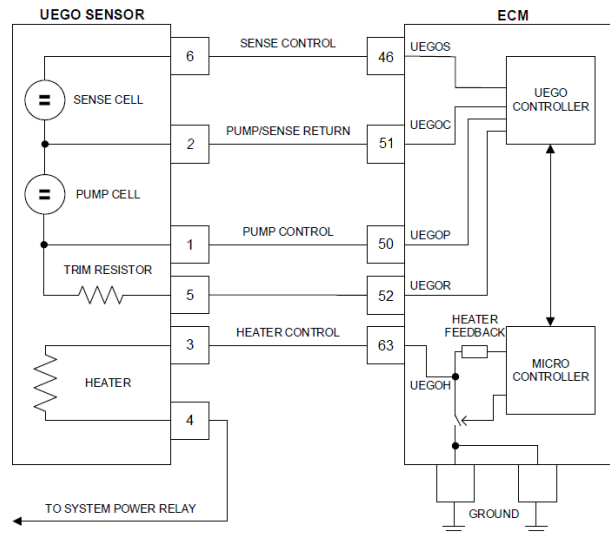 UEGO SENSOR
ECM
6
SENSE CONTROL
46
UEGOS
SENSE CELL
UEGO
CONTROLLER
2
PUMP/SENSE RETURN
51
UEGOC
PUMP CELL
1
PUMP CONTROL
50
UEGOP
TRIM RESISTOR
5
52
UEGOR
3
HEATER CONTROL
63
HEATER
FEEDBACK
UEGOH
MICRO
CONTROLLER
HEATER
4
TO SYSTEM POWER RELAY
GROUND